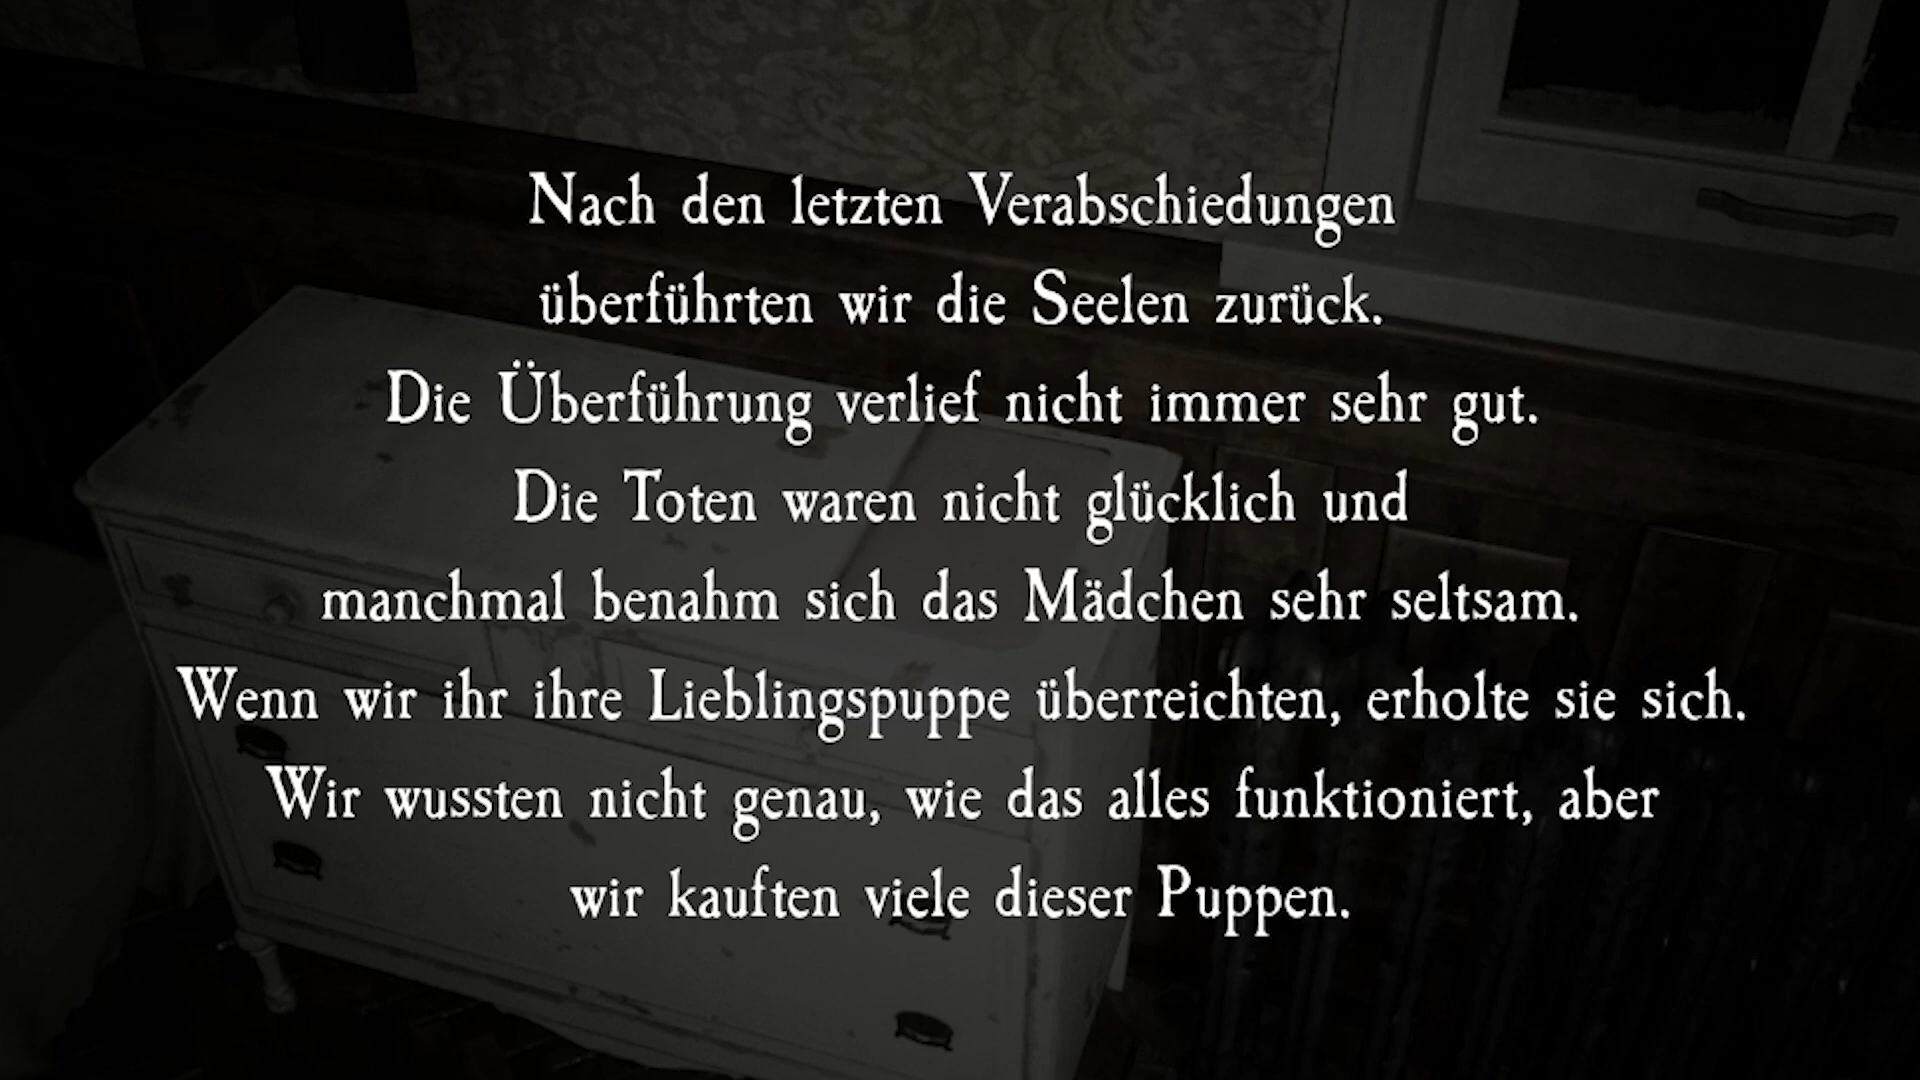 Nach den letzten Verabschiedungen
überführten wir die Seelen zurück.
Die Überführung verlief nicht immer sehr gut.
Die Toten waren nicht glücklich und
manchmal benahm sich das Mädchen sehr seltsam.
Wenn wir ihr ihre Lieblingspuppe überreichten, erholte sie sich.
Wir wussten nicht genau, wie das alles funktioniert, aber
wir kauften viele dieser Puppen.